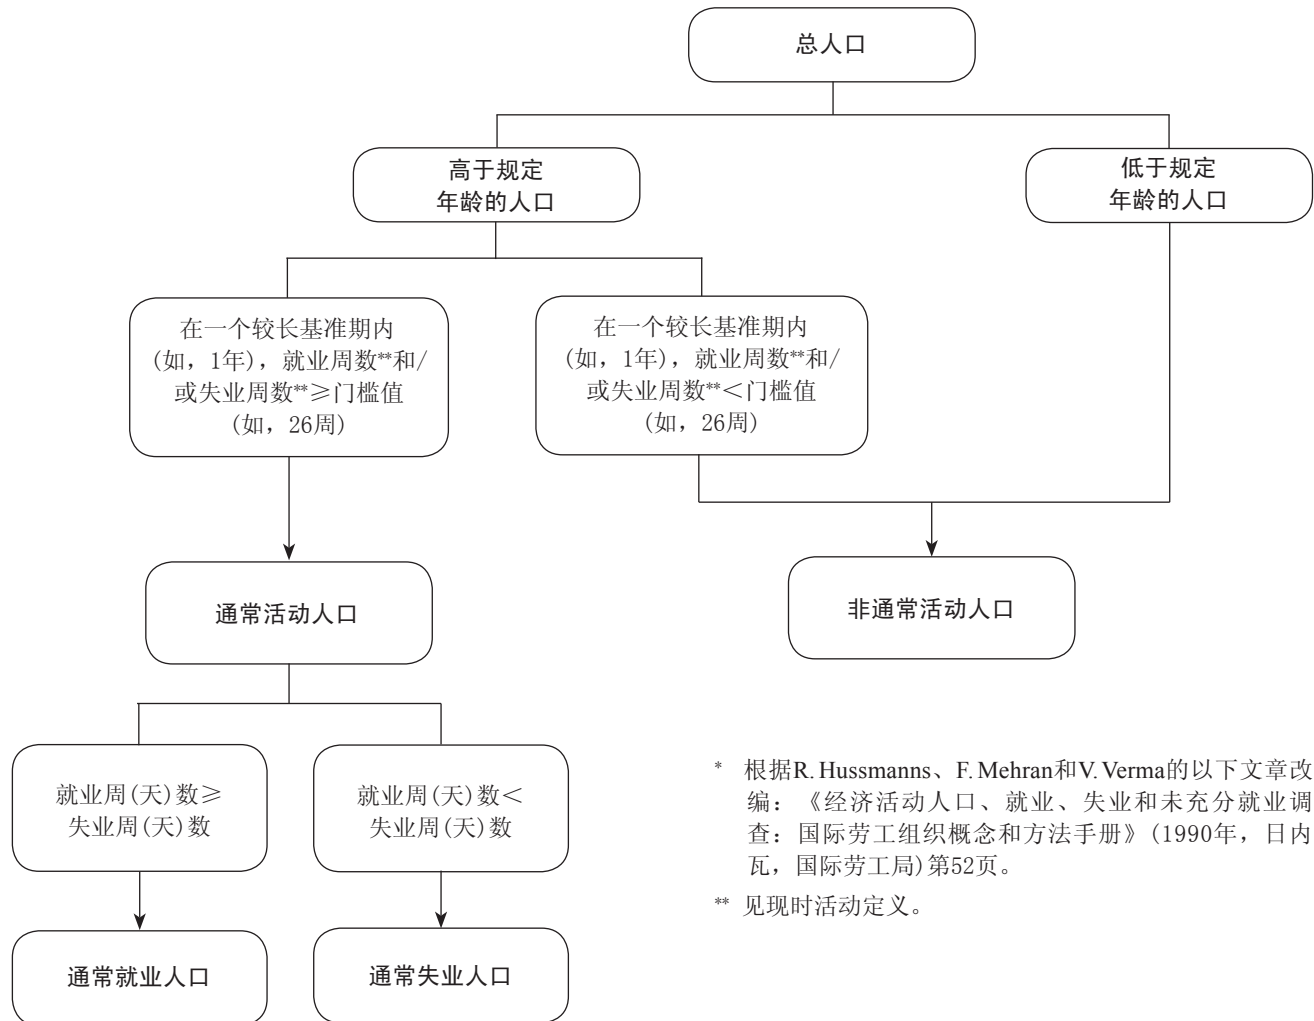 总人口
高于规定
年龄的人口
低于规定
年龄的人口
在一个较长基准期内
(如，1年)，就业周数**和/
或失业周数**≥门槛值
(如，26周)
在一个较长基准期内
(如，1年)，就业周数**和/
或失业周数**＜门槛值
(如，26周)
通常活动人口
非通常活动人口
就业周(天)数≥
失业周(天)数
就业周(天)数＜
失业周(天)数
通常就业人口
通常失业人口
* 根据R. Hussmanns、F. Mehran和V. Verma的以下文章改
编：《经济活动人口、就业、失业和未充分就业调
查：国际劳工组织概念和方法手册》(1990年，日内
瓦，国际劳工局)第52页。
** 见现时活动定义。